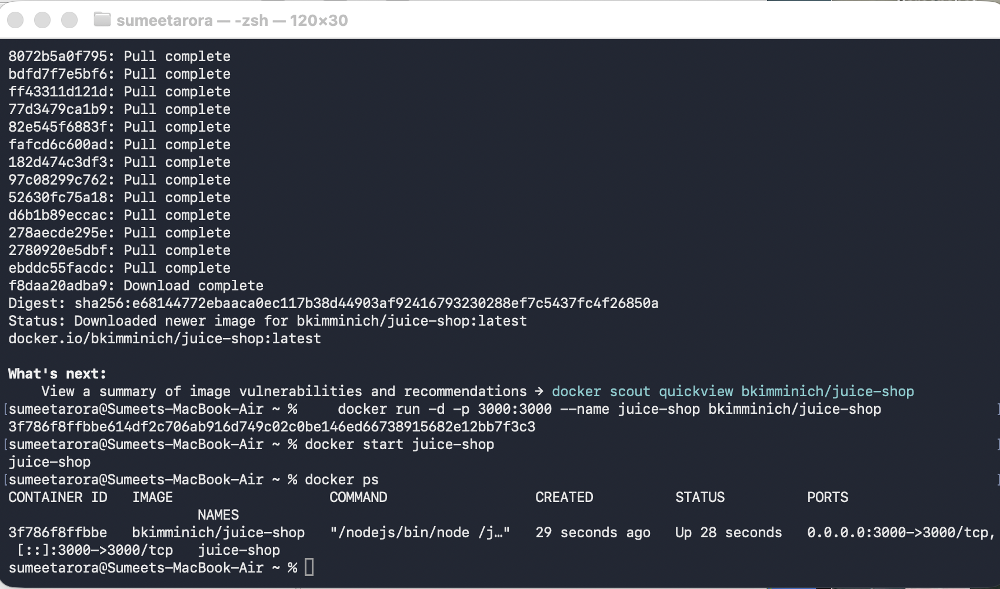 sumeetarora — -zsh — 120×30
8072b5a0f795: Pull complete
bdfd7f7e5bf6: Pull complete
ff43311d121d: Pull complete
77d3479ca1b9: Pull complete
82e545f6883f: Pull complete
fafcd6c600ad: Pull complete
182d474c3df3: Pull complete
97c08299c762: Pull complete
52630fc75a18: Pull complete
d6b1b89eccac: Pull complete
278aecde295e: Pull complete
2780920e5dbf: Pull complete
ebddc55facdc: Pull complete
f8daa20adba9: Download complete
Digest: sha256:e68144772ebaaca0ec117b38d44903af92416793230288ef7c5437fc4f26850a
Status: Downloaded newer image for bkimminich/juice-shop:latest
docker.io/bkimminich/juice-shop:latest
What's next:
    View a summary of image vulnerabilities and recommendations → docker scout quickview bkimminich/juice-shop
[sumeetarora@Sumeets-MacBook-Air ~ %     docker run -d -p 3000:3000 --name juice-shop bkimminich/juice-shop ]
3f786f8ffbbe614df2c706ab916d749c02c0be146ed66738915682e12bb7f3c3
[sumeetarora@Sumeets-MacBook-Air ~ % docker start juice-shop ]
juice-shop
[sumeetarora@Sumeets-MacBook-Air ~ % docker ps ]
CONTAINER ID   IMAGE                   COMMAND                  CREATED          STATUS          PORTS
                       NAMES
3f786f8ffbbe   bkimminich/juice-shop   "/nodejs/bin/node /j…"   29 seconds ago   Up 28 seconds   0.0.0.0:3000->3000/tcp,
 [::]:3000->3000/tcp   juice-shop
sumeetarora@Sumeets-MacBook-Air ~ %